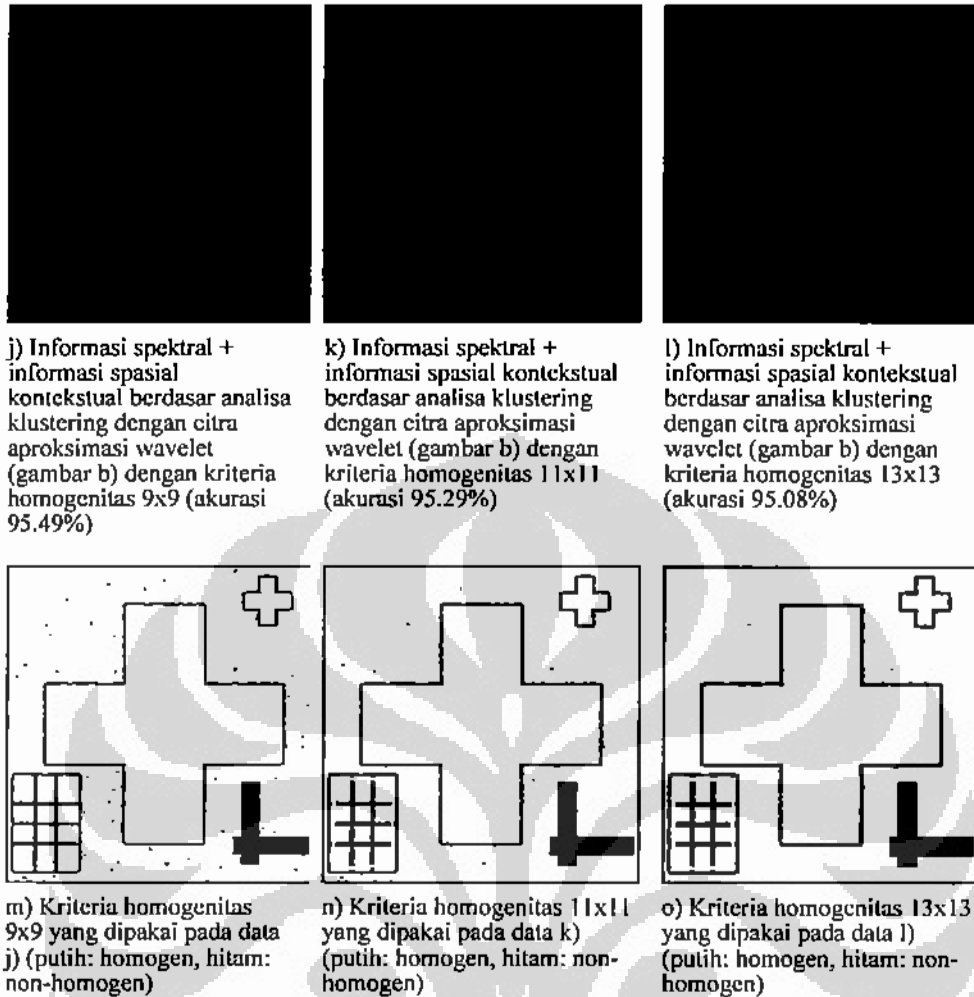 j) Informasi spektral +
informasi spasial
kontekstual berdasar analisa
klustering dengan citra
aproksimasi wavelet
(gambar b) dengan kriteria
homogenitas 9x9 (akurasi
95.49%)
k) Informasi spektral +
informasi spasial kontekstual
berdasar analisa klustering
dengan citra aproksimasi
wavelet (gambar b) dengan
kriteria homogenitas 11x11
(akurasi 95.29%)
l) Informasi spektral +
informasi spasial kontekstual
berdasar analisa klustering
dengan citra aproksimasi
wavelet (gambar b) dengan
kriteria homogenitas 13x13
(akurasi 95.08%)
m) Kriteria homogenitas
9x9 yang dipakai pada data
j) (putih: homogen, hitam:
non-homogen)
n) Kriteria homogenitas 11x11
yang dipakai pada data k)
(putih: homogen, hitam: non-
homogen)
o) Kriteria homogenitas 13x13
yang dipakai pada data l)
(putih: homogen, hitam: non-
homogen)